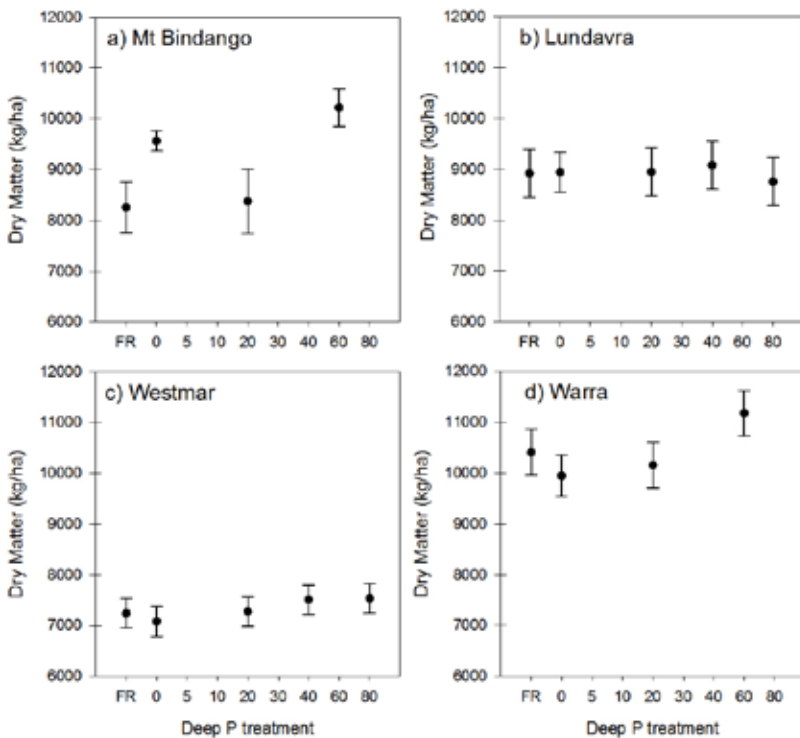 a) Mt Bindango
Dry Matter (kg/ha)
12000
11000
10000
9000
8000
7000
6000
FR 0 5 10 20 30 40 60 80
b) Lundavra
Dry Matter (kg/ha)
12000
11000
10000
9000
8000
7000
6000
FR 0 5 10 20 30 40 60 80
c) Westmar
Dry Matter (kg/ha)
12000
11000
10000
9000
8000
7000
6000
FR 0 5 10 20 30 40 60 80
Deep P treatment
d) Warra
Dry Matter (kg/ha)
12000
11000
10000
9000
8000
7000
6000
FR 0 5 10 20 30 40 60 80
Deep P treatment